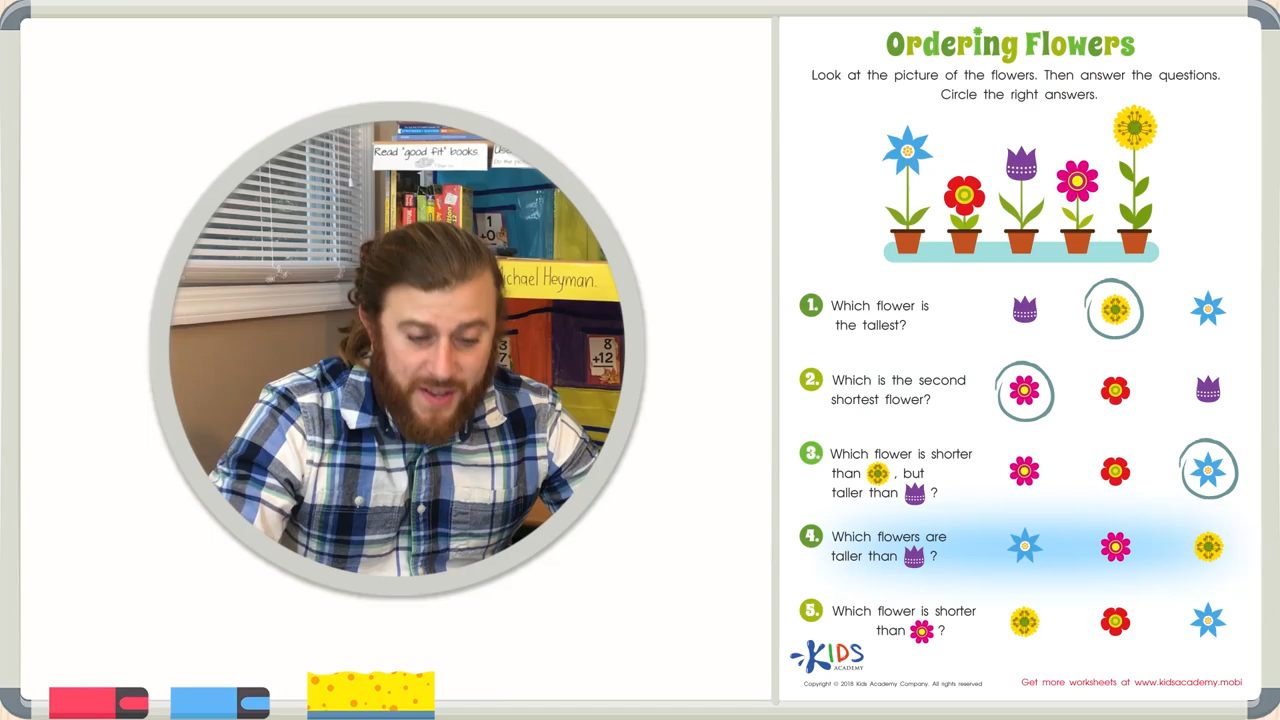 Read "good fit" books.
1
+0
Michael Heyman.
3
7
8
+12
Ordering Flowers
Look at the picture of the flowers. Then answer the questions.
Circle the right answers.
1. Which flower is
the tallest?
2. Which is the second
shortest flower?
3. Which flower is shorter
than , but
taller than ?
4. Which flowers are
taller than ?
5. Which flower is shorter
than ?
KIDS
ACADEMY
Copyright © 2018 Kids Academy Company. All rights reserved
Get more worksheets at www.kidsacademy.mobi